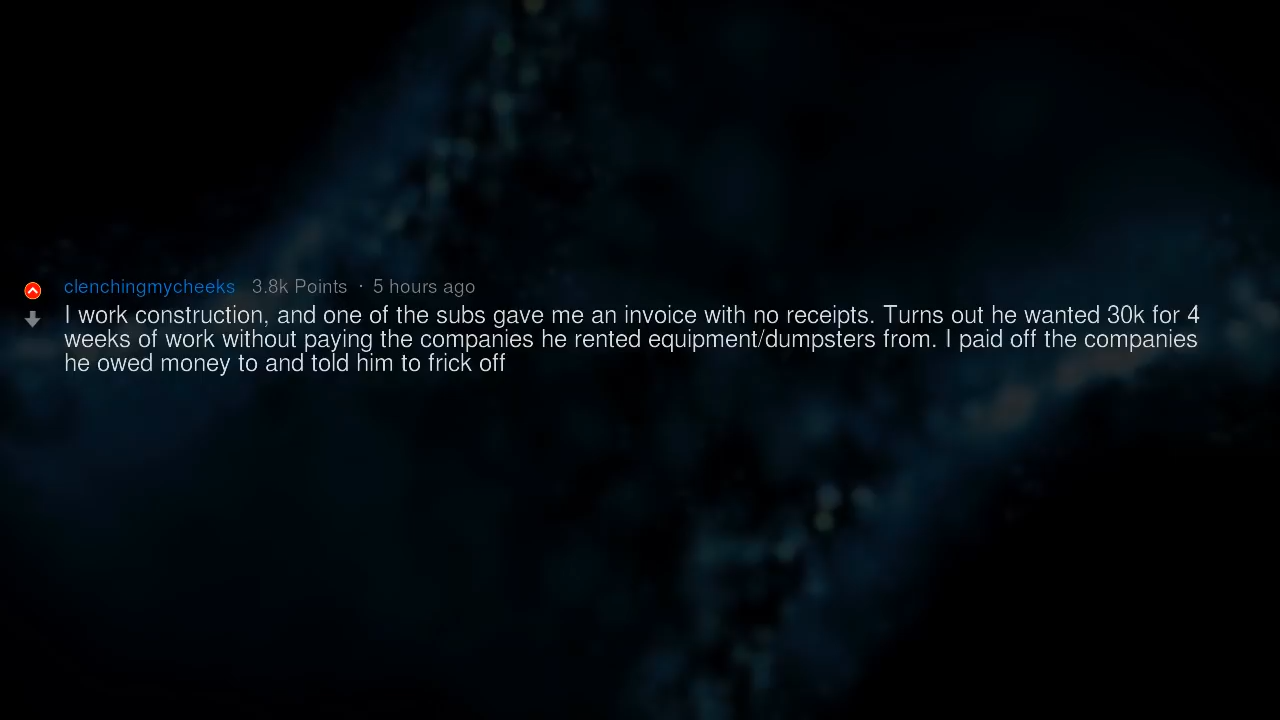 clenchingmycheeks 3.8k Points · 5 hours ago
I work construction, and one of the subs gave me an invoice with no receipts. Turns out he wanted 30k for 4
weeks of work without paying the companies he rented equipment/dumpsters from. I paid off the companies
he owed money to and told him to frick off